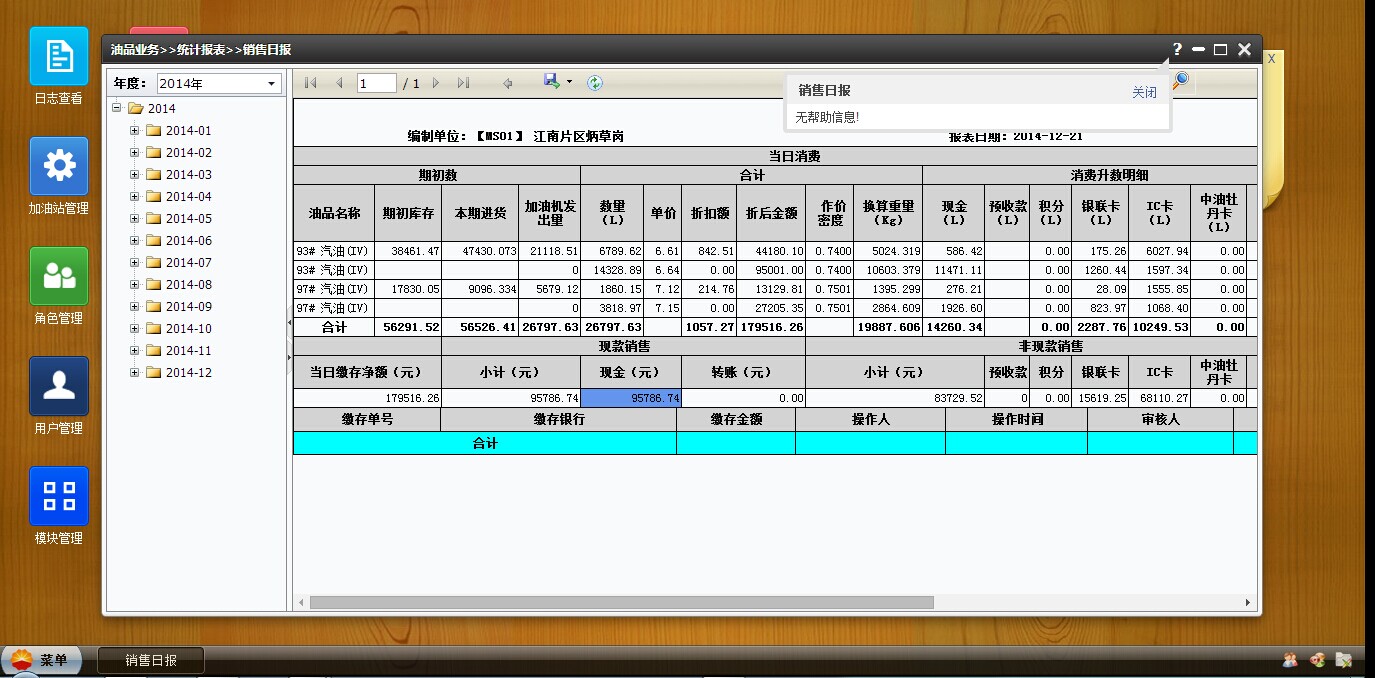 油品业务>>统计报表>>销售日报
? X
日志查看
加油站管理
角色管理
用户管理
模块管理
年度: 2014年
2014
2014-01
2014-02
2014-03
2014-04
2014-05
2014-06
2014-07
2014-08
2014-09
2014-10
2014-11
2014-12
1 / 1
销售日报 关闭
无帮助信息!
编制单位: 【MS01】 江南片区炳草岗 报表日期: 2014-12-21
当日消费
期初数 合计 消费升数明细
油品名称 期初库存 本期进货 加油机发出量 数量(L) 单价 折扣额 折后金额 作价密度 换算重量(Kg) 现金(L) 预收款(L) 积分(L) 银联卡(L) IC卡(L) 中油牡丹卡(L)
93# 汽油(IV) 38461.47 47430.073 21118.51 6789.62 6.61 842.51 44180.10 0.7400 5024.319 586.42 0.00 175.26 6027.94 0.00
93# 汽油(IV) 0 14328.89 6.64 0.00 95001.00 0.7400 10603.379 11471.11 0.00 1260.44 1597.34 0.00
97# 汽油(IV) 17830.05 9096.334 5679.12 1860.15 7.12 214.76 13129.81 0.7501 1395.299 276.21 0.00 28.09 1555.85 0.00
97# 汽油(IV) 0 3818.97 7.15 0.00 27205.35 0.7501 2864.609 1926.60 0.00 823.97 1068.40 0.00
合计 56291.52 56526.41 26797.63 26797.63 1057.27 179516.26 19887.606 14260.34 0.00 2287.76 10249.53 0.00
现款销售 非现款销售
当日缴存净额(元) 小计(元) 现金(元) 转账(元) 小计(元) 预收款 积分 银联卡 IC卡 中油牡丹卡
179516.26 95786.74 95786.74 0.00 83729.52 0 0.00 15619.25 68110.27 0.00
缴存单号 缴存银行 缴存金额 操作人 操作时间 审核人
合计
X
菜单 销售日报